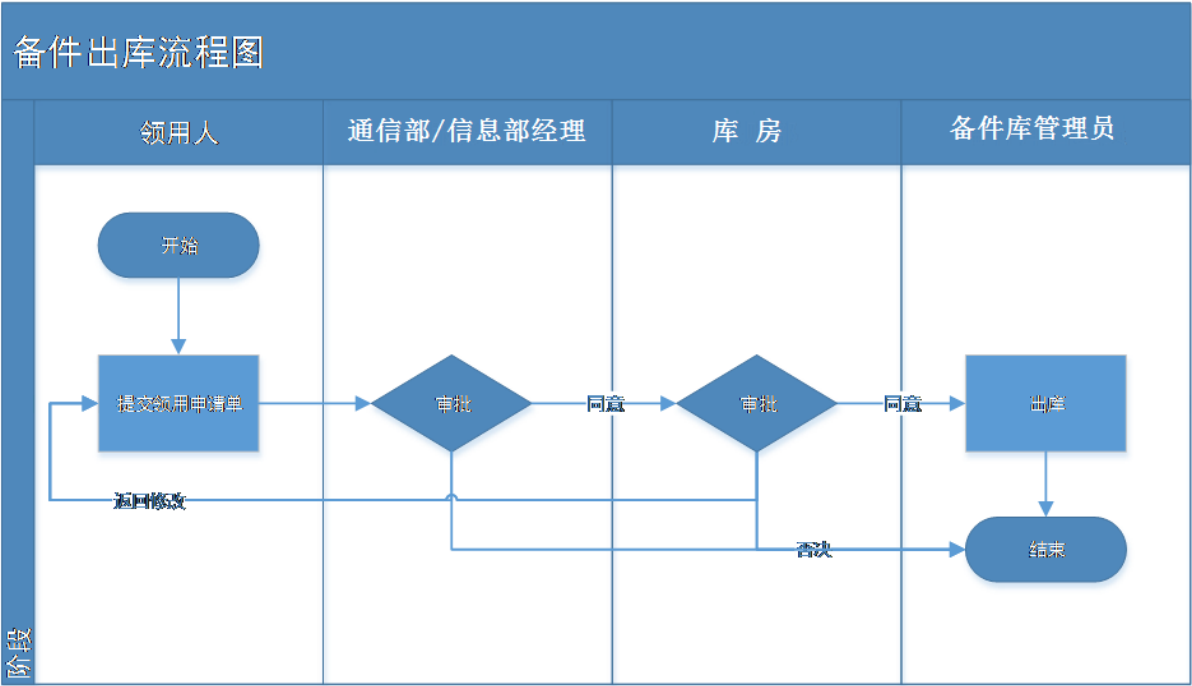 备件出库流程图
领用人
通信部/信息部经理
库 房
备件库管理员
开始
提交领用申请单
审批
同意
审批
同意
出库
返回修改
否决
结束
阶段